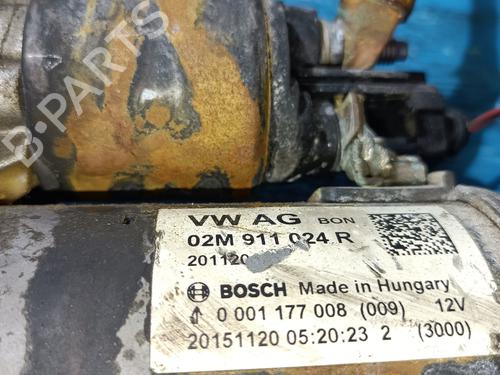 B-PARTS
VW AG BON
02M 911 024 R
201120
BOSCH Made in Hungary
0 001 177 008 (009) 12V
20151120 05:20:23 2 (3000)